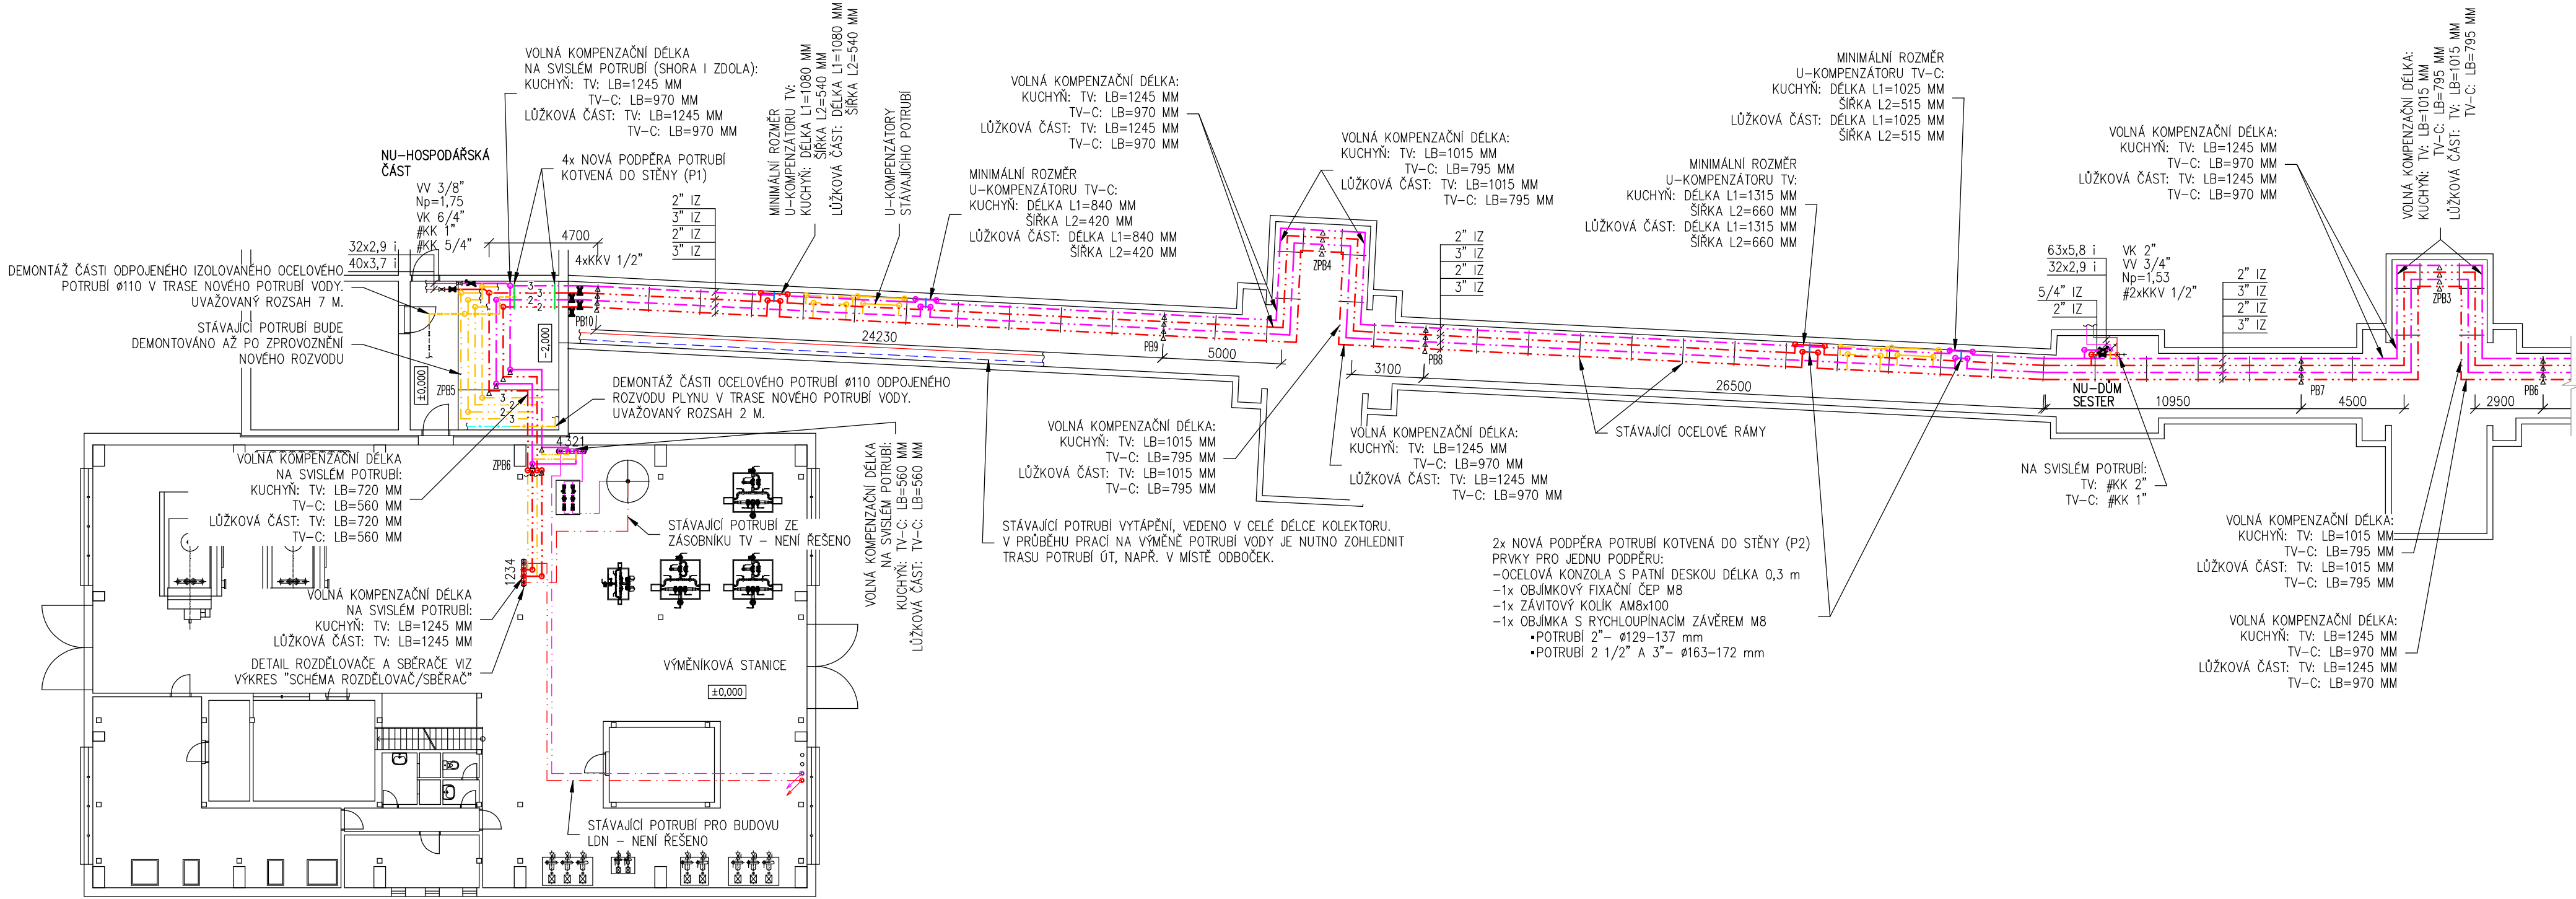 VOLNÁ KOMPENZAČNÍ DÉLKA
NA SVISLÉM POTRUBÍ (SHORA I ZDOLA):
KUCHYŇ: TV: LB=1245 MM
TV-C: LB=970 MM
LŮŽKOVÁ ČÁST: TV: LB=1245 MM
TV-C: LB=970 MM
NU-HOSPODÁŘSKÁ
ČÁST
VV 3/8"
Np=1,75
VK 6/4"
#KK 1"
#KK 5/4"
32x2,9 i
40x3,7 i
4x NOVÁ PODPĚRA POTRUBÍ
KOTVENÁ DO STĚNY (P1)
4700
4xKKV 1/2"
2" IZ
3" IZ
2" IZ
3" IZ
DEMONTÁŽ ČÁSTI ODPOJENÉHO IZOLOVANÉHO OCELOVÉHO
POTRUBÍ ø110 V TRASE NOVÉHO POTRUBÍ VODY.
UVAŽOVANÝ ROZSAH 7 M.
STÁVAJÍCÍ POTRUBÍ BUDE
DEMONTOVÁNO AŽ PO ZPROVOZNĚNÍ
NOVÉHO ROZVODU
MINIMÁLNÍ ROZMĚR
U-KOMPENZÁTORU TV:
KUCHYŇ: DÉLKA L1=1080 MM
ŠÍŘKA L2=540 MM
LŮŽKOVÁ ČÁST: DÉLKA L1=1080 MM
ŠÍŘKA L2=540 MM
U-KOMPENZÁTORY
STÁVAJÍCÍHO POTRUBÍ
VOLNÁ KOMPENZAČNÍ DÉLKA:
KUCHYŇ: TV: LB=1245 MM
TV-C: LB=970 MM
LŮŽKOVÁ ČÁST: TV: LB=1245 MM
TV-C: LB=970 MM
MINIMÁLNÍ ROZMĚR
U-KOMPENZÁTORU TV-C:
KUCHYŇ: DÉLKA L1=840 MM
ŠÍŘKA L2=420 MM
LŮŽKOVÁ ČÁST: DÉLKA L1=840 MM
ŠÍŘKA L2=420 MM
VOLNÁ KOMPENZAČNÍ DÉLKA:
KUCHYŇ: TV: LB=1015 MM
TV-C: LB=795 MM
LŮŽKOVÁ ČÁST: TV: LB=1015 MM
TV-C: LB=795 MM
2" IZ
3" IZ
2" IZ
3" IZ
MINIMÁLNÍ ROZMĚR
U-KOMPENZÁTORU TV-C:
KUCHYŇ: DÉLKA L1=1025 MM
ŠÍŘKA L2=515 MM
LŮŽKOVÁ ČÁST: DÉLKA L1=1025 MM
ŠÍŘKA L2=515 MM
MINIMÁLNÍ ROZMĚR
U-KOMPENZÁTORU TV:
KUCHYŇ: DÉLKA L1=1315 MM
ŠÍŘKA L2=660 MM
LŮŽKOVÁ ČÁST: DÉLKA L1=1315 MM
ŠÍŘKA L2=660 MM
VOLNÁ KOMPENZAČNÍ DÉLKA:
KUCHYŇ: TV: LB=1245 MM
TV-C: LB=970 MM
LŮŽKOVÁ ČÁST: TV: LB=1245 MM
TV-C: LB=970 MM
VOLNÁ KOMPENZAČNÍ DÉLKA:
KUCHYŇ: TV: LB=1015 MM
TV-C: LB=795 MM
LŮŽKOVÁ ČÁST: TV: LB=1015 MM
TV-C: LB=795 MM
63x5,8 i
32x2,9 i
VK 2"
VV 3/4"
Np=1,53
#2xKKV 1/2"
5/4" IZ
2" IZ
2" IZ
3" IZ
2" IZ
3" IZ
3
-3-
2
-2-
PB10
-2,000
±0,000
ZPB5
3
-2-
2
-3
24230
PB9
5000
ZPB4
3100
PB8
26500
NU-DŮM
SESTER
10950
PB7
4500
ZPB3
2900
PB6
DEMONTÁŽ ČÁSTI OCELOVÉHO POTRUBÍ ø110 ODPOJENÉHO
ROZVODU PLYNU V TRASE NOVÉHO POTRUBÍ VODY.
UVAŽOVANÝ ROZSAH 2 M.
4321
ZPB6
VOLNÁ KOMPENZAČNÍ DÉLKA
NA SVISLÉM POTRUBÍ:
KUCHYŇ: TV: LB=720 MM
TV-C: LB=560 MM
LŮŽKOVÁ ČÁST: TV: LB=720 MM
TV-C: LB=560 MM
STÁVAJÍCÍ POTRUBÍ ZE
ZÁSOBNÍKU TV - NENÍ ŘEŠENO
VOLNÁ KOMPENZAČNÍ DÉLKA
NA SVISLÉM POTRUBÍ:
KUCHYŇ: TV-C: LB=560 MM
LŮŽKOVÁ ČÁST: TV-C: LB=560 MM
STÁVAJÍCÍ POTRUBÍ VYTÁPĚNÍ, VEDENO V CELÉ DÉLCE KOLEKTORU.
V PRŮBĚHU PRACÍ NA VÝMĚNĚ POTRUBÍ VODY JE NUTNO ZOHLEDNIT
TRASU POTRUBÍ ÚT, NAPŘ. V MÍSTĚ ODBOČEK.
VOLNÁ KOMPENZAČNÍ DÉLKA:
KUCHYŇ: TV: LB=1015 MM
TV-C: LB=795 MM
LŮŽKOVÁ ČÁST: TV: LB=1015 MM
TV-C: LB=795 MM
VOLNÁ KOMPENZAČNÍ DÉLKA:
KUCHYŇ: TV: LB=1245 MM
TV-C: LB=970 MM
LŮŽKOVÁ ČÁST: TV: LB=1245 MM
TV-C: LB=970 MM
STÁVAJÍCÍ OCELOVÉ RÁMY
2x NOVÁ PODPĚRA POTRUBÍ KOTVENÁ DO STĚNY (P2)
PRVKY PRO JEDNU PODPĚRU:
-OCELOVÁ KONZOLA S PATNÍ DESKOU DÉLKA 0,3 m
-1x OBJÍMKOVÝ FIXAČNÍ ČEP M8
-1x ZÁVITOVÝ KOLÍK AM8x100
-1x OBJÍMKA S RYCHLOUPÍNACÍM ZÁVĚREM M8
▪POTRUBÍ 2"- ø129-137 mm
▪POTRUBÍ 2 1/2" A 3"- ø163-172 mm
NA SVISLÉM POTRUBÍ:
TV: #KK 2"
TV-C: #KK 1"
VOLNÁ KOMPENZAČNÍ DÉLKA:
KUCHYŇ: TV: LB=1015 MM
TV-C: LB=795 MM
LŮŽKOVÁ ČÁST: TV: LB=1015 MM
TV-C: LB=795 MM
VOLNÁ KOMPENZAČNÍ DÉLKA:
KUCHYŇ: TV: LB=1245 MM
TV-C: LB=970 MM
LŮŽKOVÁ ČÁST: TV: LB=1245 MM
TV-C: LB=970 MM
1234
VOLNÁ KOMPENZAČNÍ DÉLKA
NA SVISLÉM POTRUBÍ:
KUCHYŇ: TV: LB=1245 MM
LŮŽKOVÁ ČÁST: TV: LB=1245 MM
DETAIL ROZDĚLOVAČE A SBĚRAČE VIZ
VÝKRES "SCHÉMA ROZDĚLOVAČ/SBĚRAČ"
VÝMĚNÍKOVÁ STANICE
±0,000
STÁVAJÍCÍ POTRUBÍ PRO BUDOVU
LDN - NENÍ ŘEŠENO